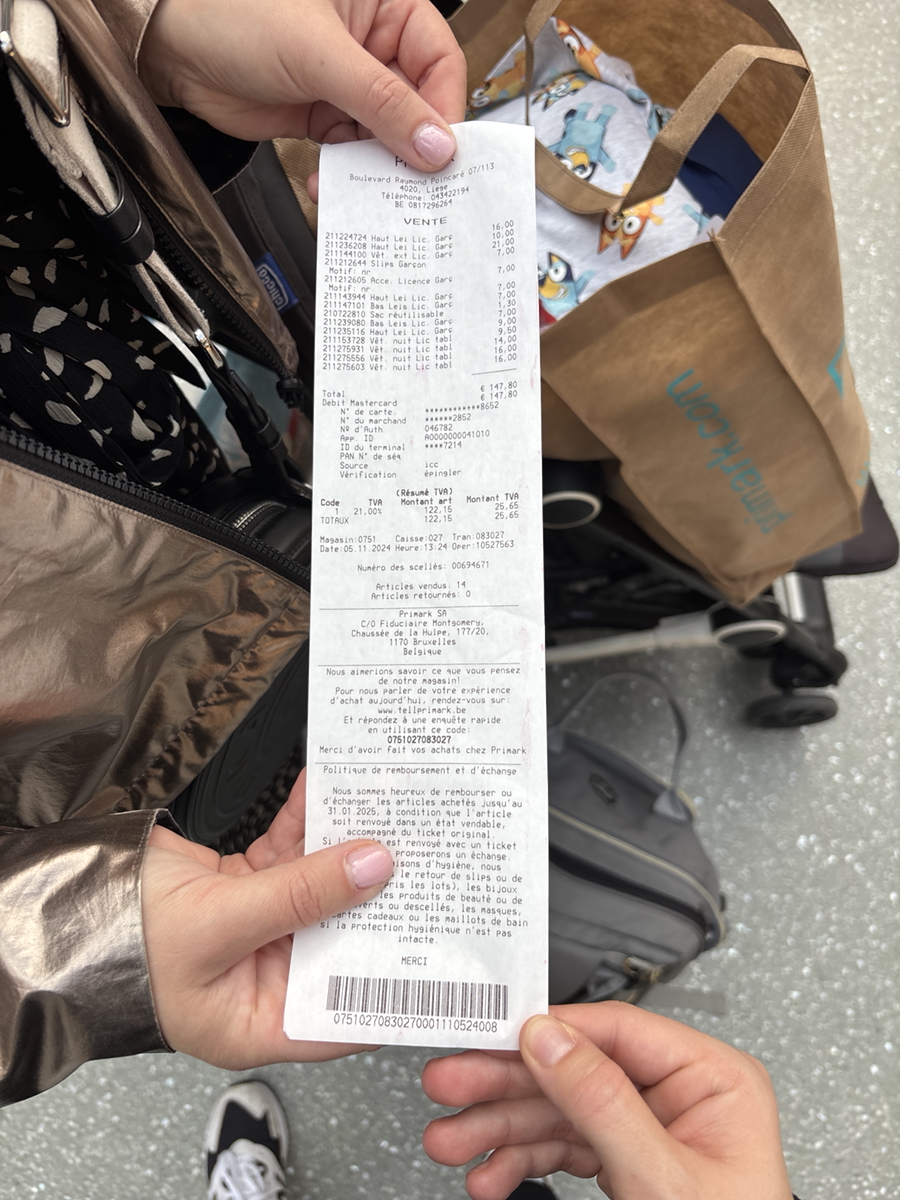 Boulevard Raymond Poincaré 07/113
4020, Liege
Téléphone: 043422194
BE 0817296264
VENTE
211224724 Haut Lei Lic. Garç 16,00
211236208 Haut Lei Lic. Garç 10,00
211144100 Vêt. ext Lic. Garç 21,00
211212644 Slips Garçon 7,00
Motif: nr
211212605 Acce. Licence Garç 7,00
Motif: nr
211143944 Haut Lei Lic. Garç 7,00
211147101 Bas Leis Lic. Garç 7,00
210722810 Sac réutilisable 1,30
211239080 Bas Leis Lic. Garç 7,00
211235116 Haut Lei Lic. Garç 9,00
211153728 Vêt. nuit Lic tabl 9,50
211275931 Vêt. nuit Lic tabl 14,00
211275556 Vêt. nuit Lic tabl 16,00
211275603 Vêt. nuit Lic tabl 16,00
Total € 147,80
Debit Mastercard € 147,80
N° de carte. ************8652
N° du marchand ******2852
Nº d'Auth 046782
App. ID A0000000041010
ID du terminal ****7214
PAN N° de séq
Source icc
Vérification épingler
(Résumé TVA)
Code TVA Montant art Montant TVA
1 21,00% 122,15 25,65
TOTAUX 122,15 25,65
Magasin:0751 Caisse:027 Tran:083027
Date:05.11.2024 Heure:13:24 Oper:10527563
Numéro des scellés: 00694671
Articles vendus: 14
Articles retournés: 0
Primark SA
C/O Fiduciaire Montgomery,
Chaussée de la Hulpe, 177/20,
1170 Bruxelles
Belgique
Nous aimerions savoir ce que vous pensez
de notre magasin!
Pour nous parler de votre expérience
d'achat aujourd'hui, rendez-vous sur:
www.tellprimark.be
Et répondez à une enquête rapide
en utilisant ce code:
0751027083027
Merci d'avoir fait vos achats chez Primark
Politique de remboursement et d'échange
Nous sommes heureux de rembourser ou
d'échanger les articles achetés jusqu'au
31.01.2025, à condition que l'article
soit renvoyé dans un état vendable,
accompagné du ticket original.
Si est renvoyé avec un ticket
proposerons un échange.
d'hygiène, nous
le retour de slips ou de
les lots), les bijoux
les produits de beauté ou de
ou descellés, les masques,
cartes cadeaux ou les maillots de bain
si la protection hygiénique n'est pas
intacte.
MERCI
07510270830270001110524008
primark.com
chicco